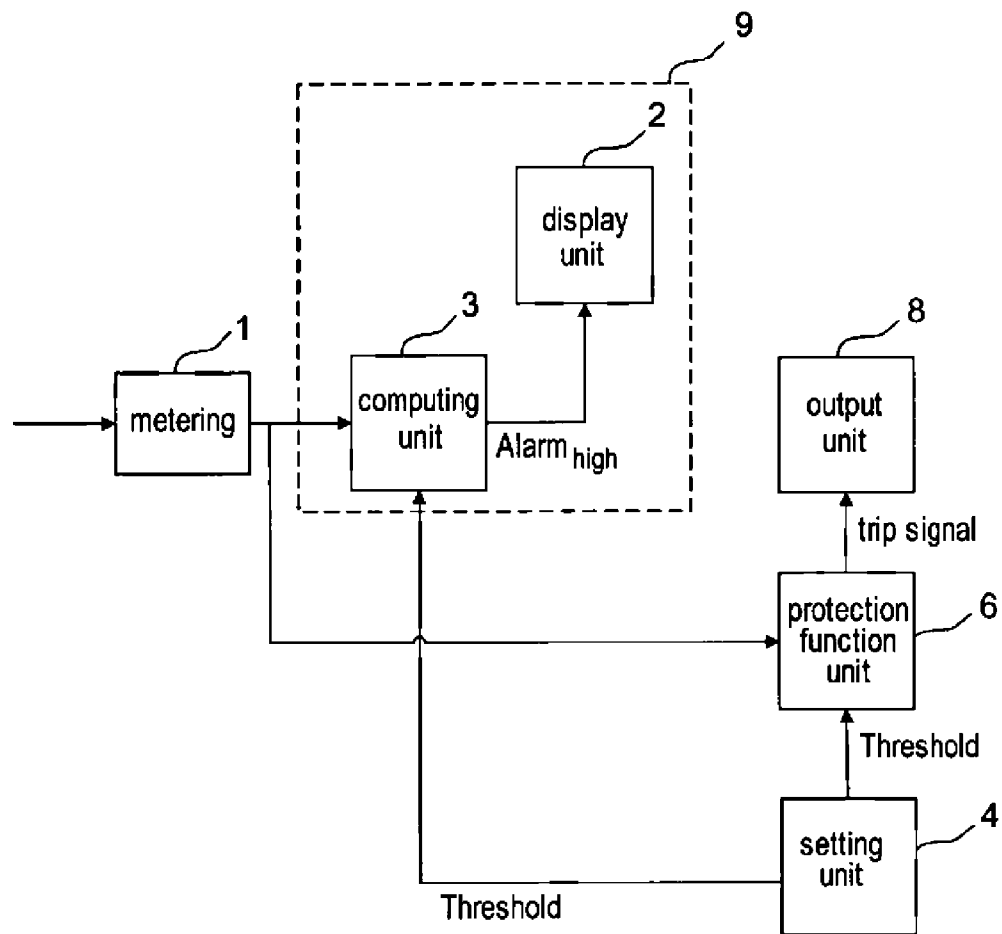 9
2
display
unit
3
computing
unit
1
metering
Alarm high
8
output
unit
trip signal
protection
function
unit
6
Threshold
setting
unit
4
Threshold